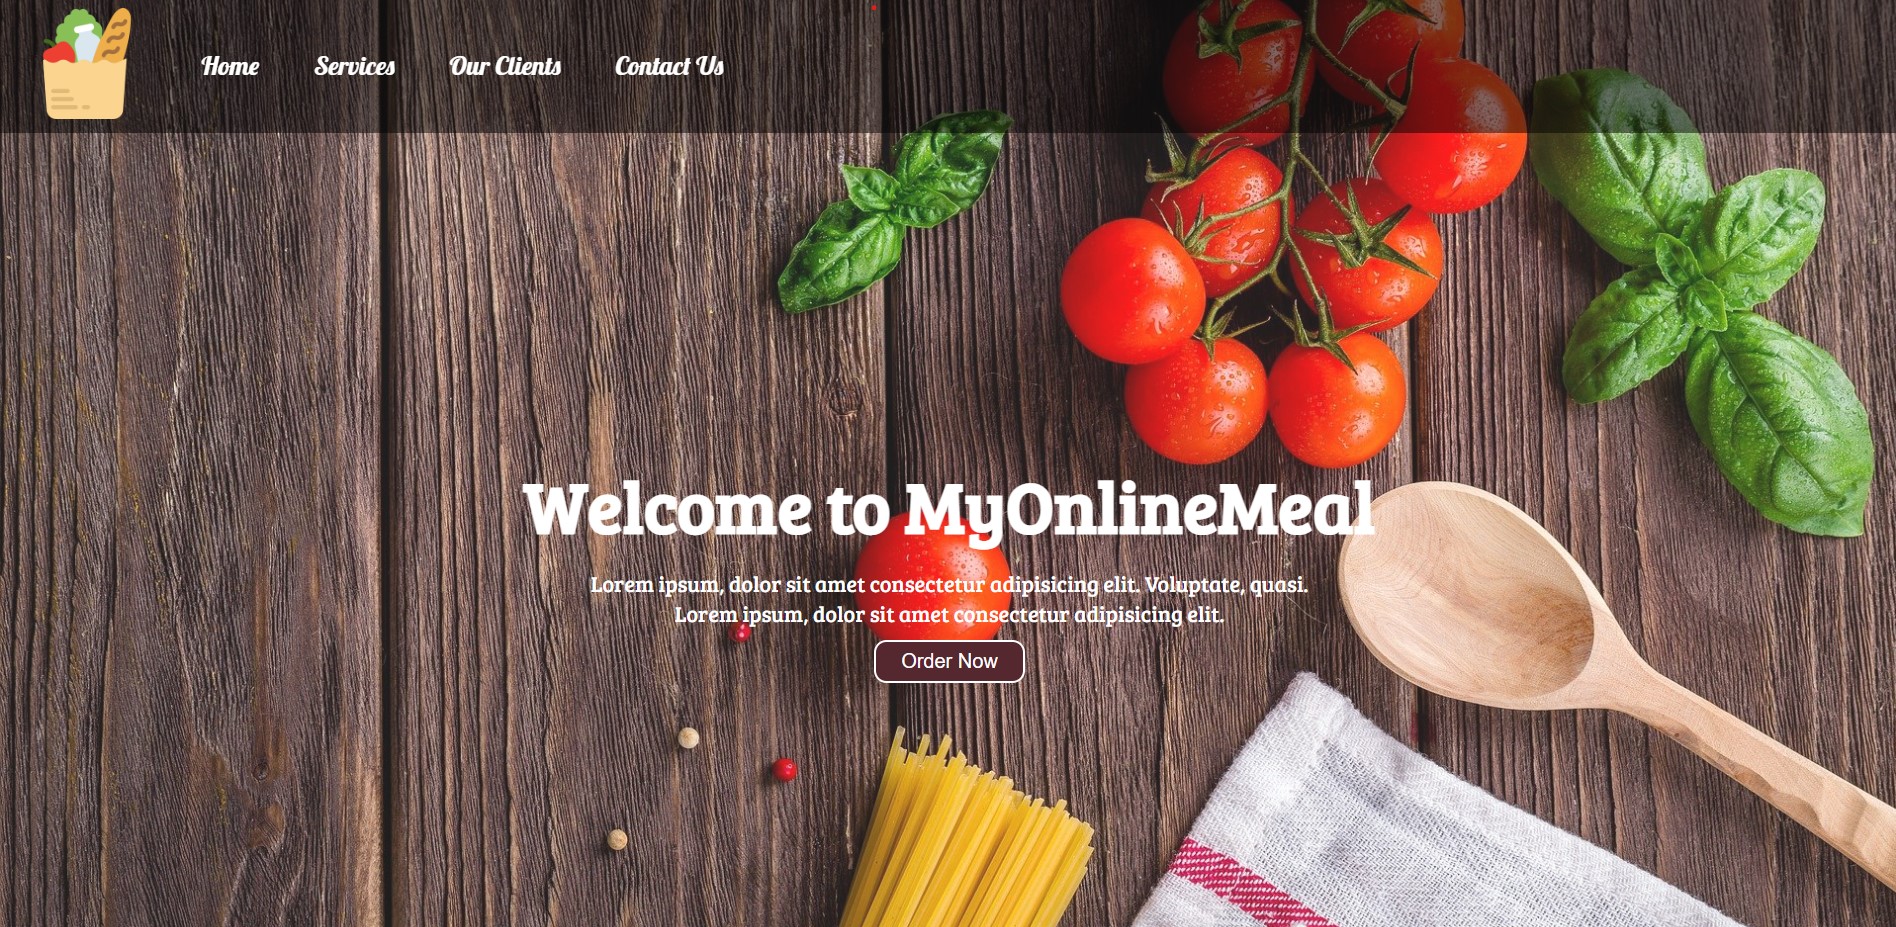 Home Services Our Clients Contact Us
Welcome to MyOnlineMeal
Lorem ipsum, dolor sit amet consectetur adipisicing elit. Voluptate, quasi.
Lorem ipsum, dolor sit amet consectetur adipisicing elit.
Order Now